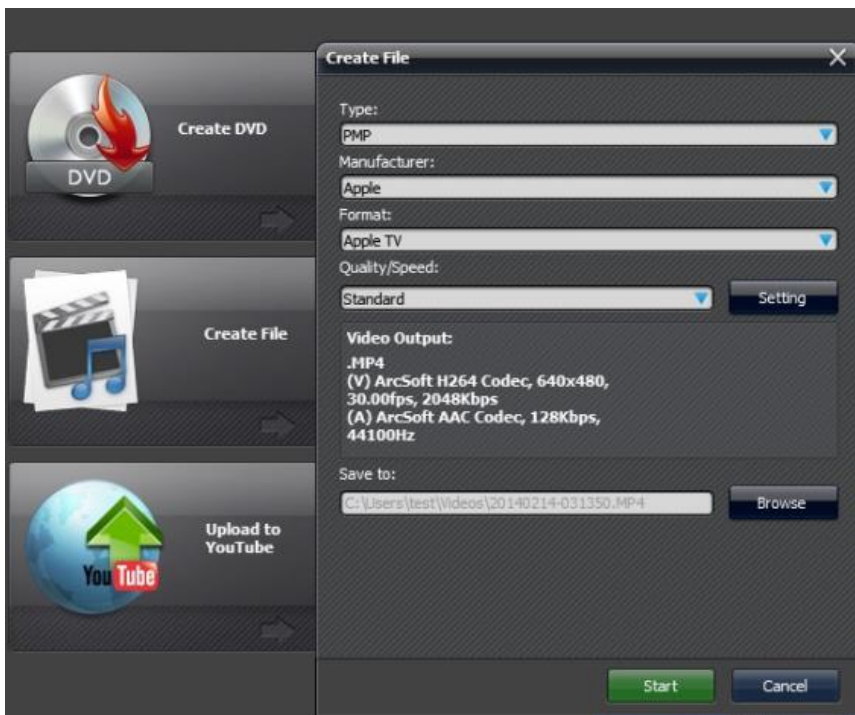 Create DVD
DVD
Create File
Upload to
YouTube
You Tube
Create File
Type:
PMP
Manufacturer:
Apple
Format:
Apple TV
Quality/Speed:
Standard
Setting
Video Output:
.MP4
(V) ArcSoft H264 Codec, 640x480,
30.00fps, 2048Kbps
(A) ArcSoft AAC Codec, 128Kbps,
44100Hz
Save to:
C:\Users\test\Videos\20140214-031350.MP4
Browse
Start
Cancel